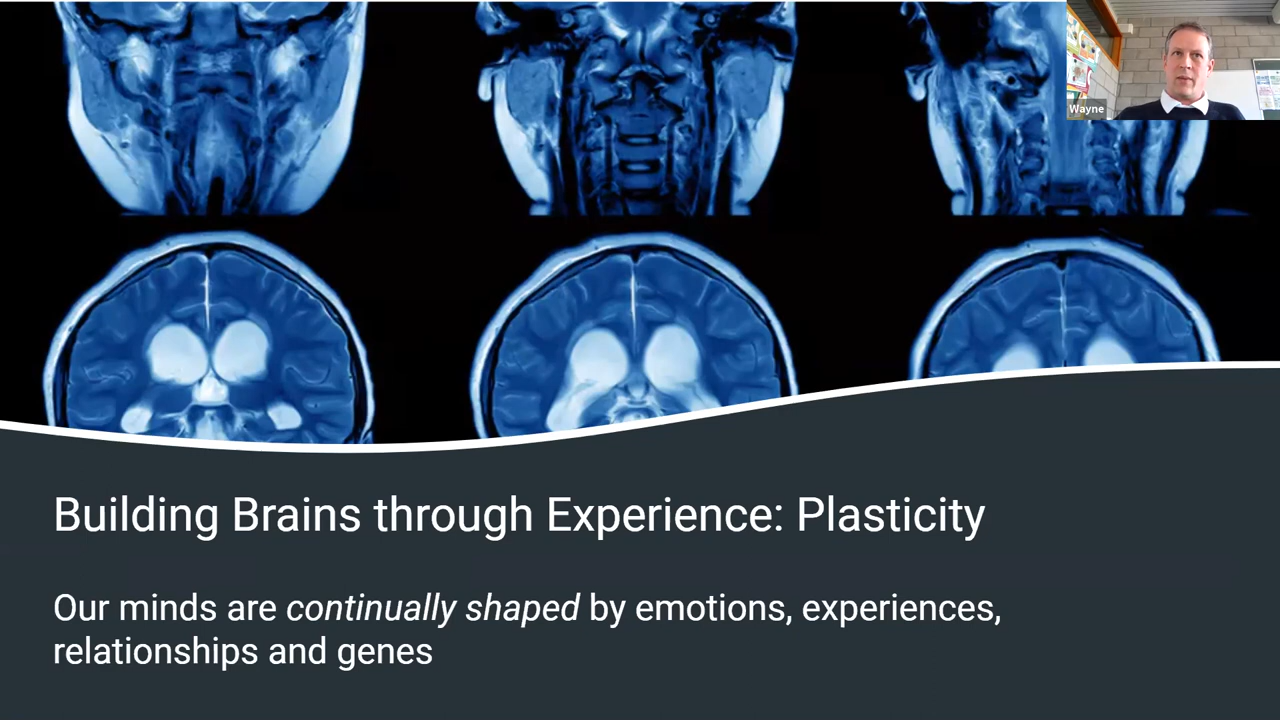 Wayne
Building Brains through Experience: Plasticity
Our minds are continually shaped by emotions, experiences,
relationships and genes